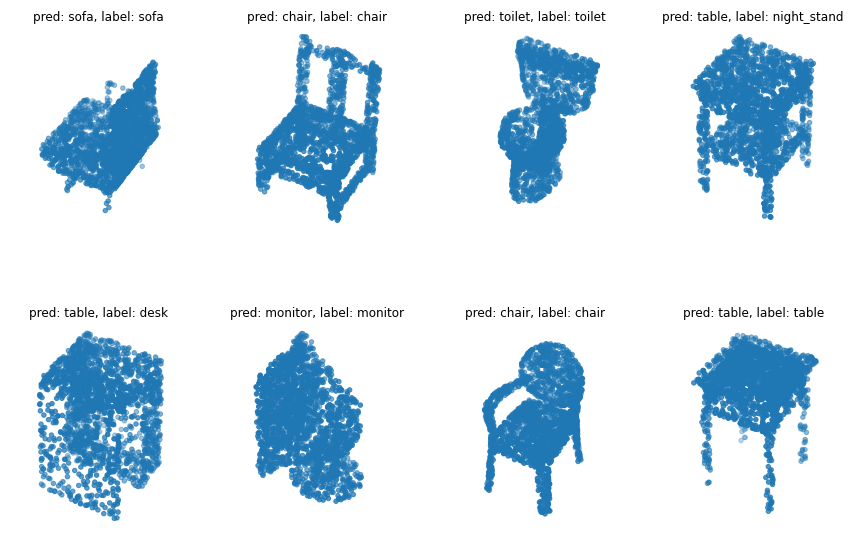 pred: sofa, label: sofa
pred: chair, label: chair
pred: toilet, label: toilet
pred: table, label: night_stand
pred: table, label: desk
pred: monitor, label: monitor
pred: chair, label: chair
pred: table, label: table